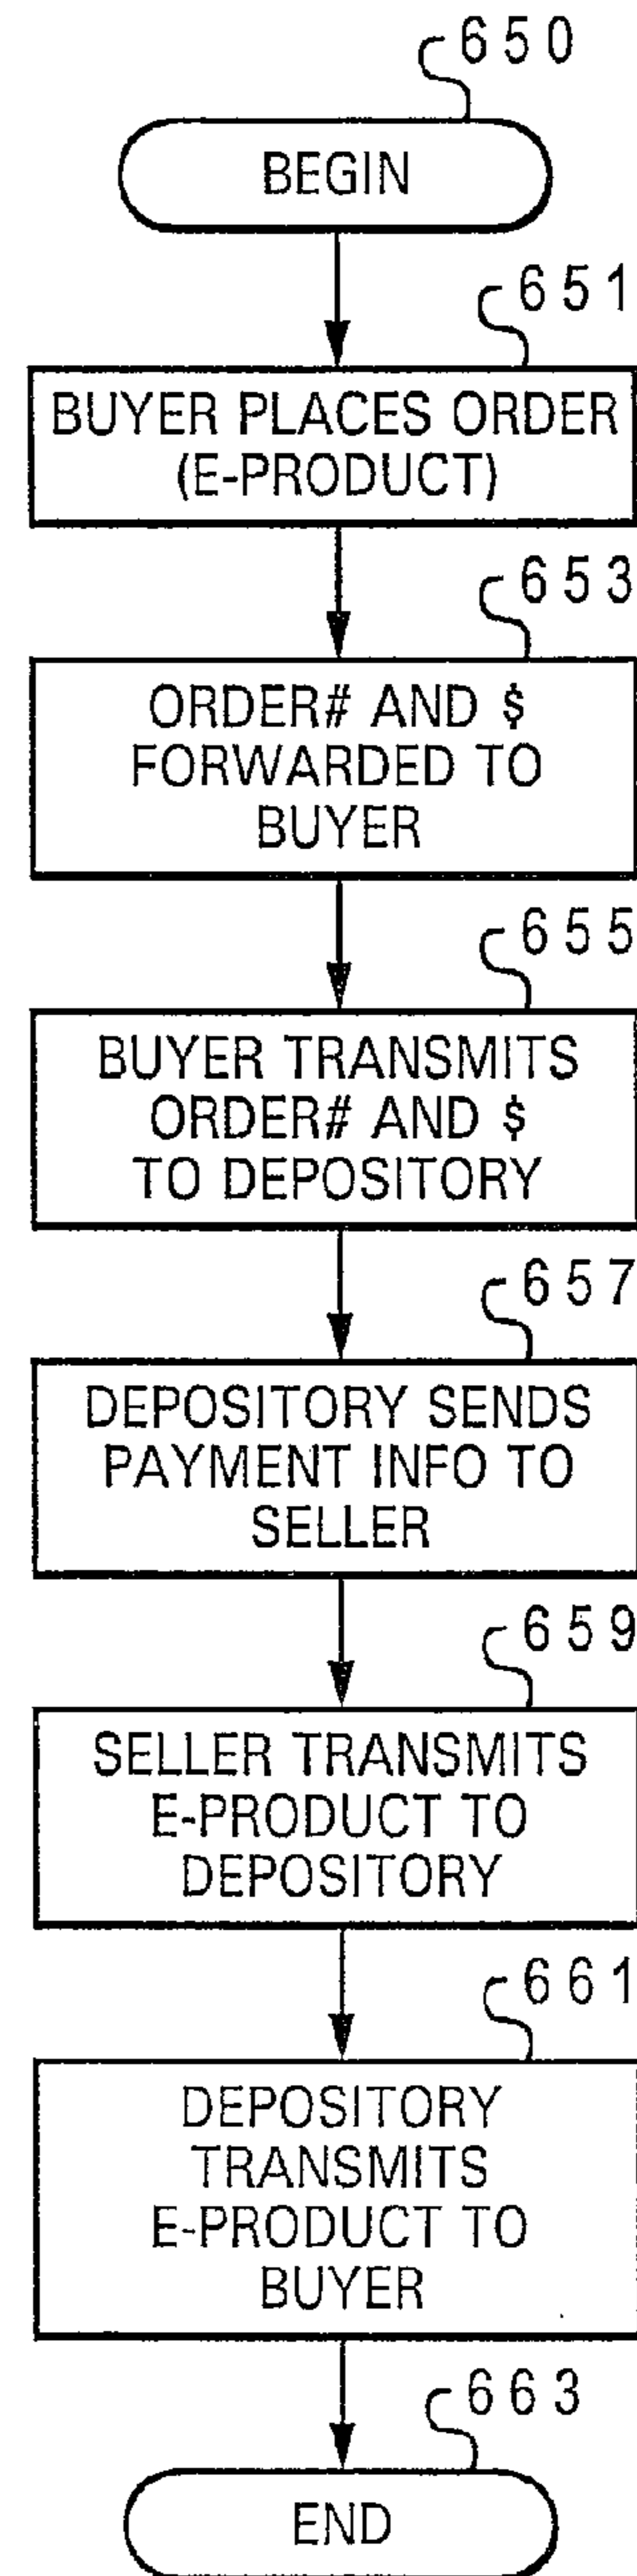 650
BEGIN
651
BUYER PLACES ORDER
(E-PRODUCT)
653
ORDER# AND $
FORWARDED TO
BUYER
655
BUYER TRANSMITS
ORDER# AND $
TO DEPOSITORY
657
DEPOSITORY SENDS
PAYMENT INFO TO
SELLER
659
SELLER TRANSMITS
E-PRODUCT TO
DEPOSITORY
661
DEPOSITORY
TRANSMITS
E-PRODUCT TO
BUYER
663
END